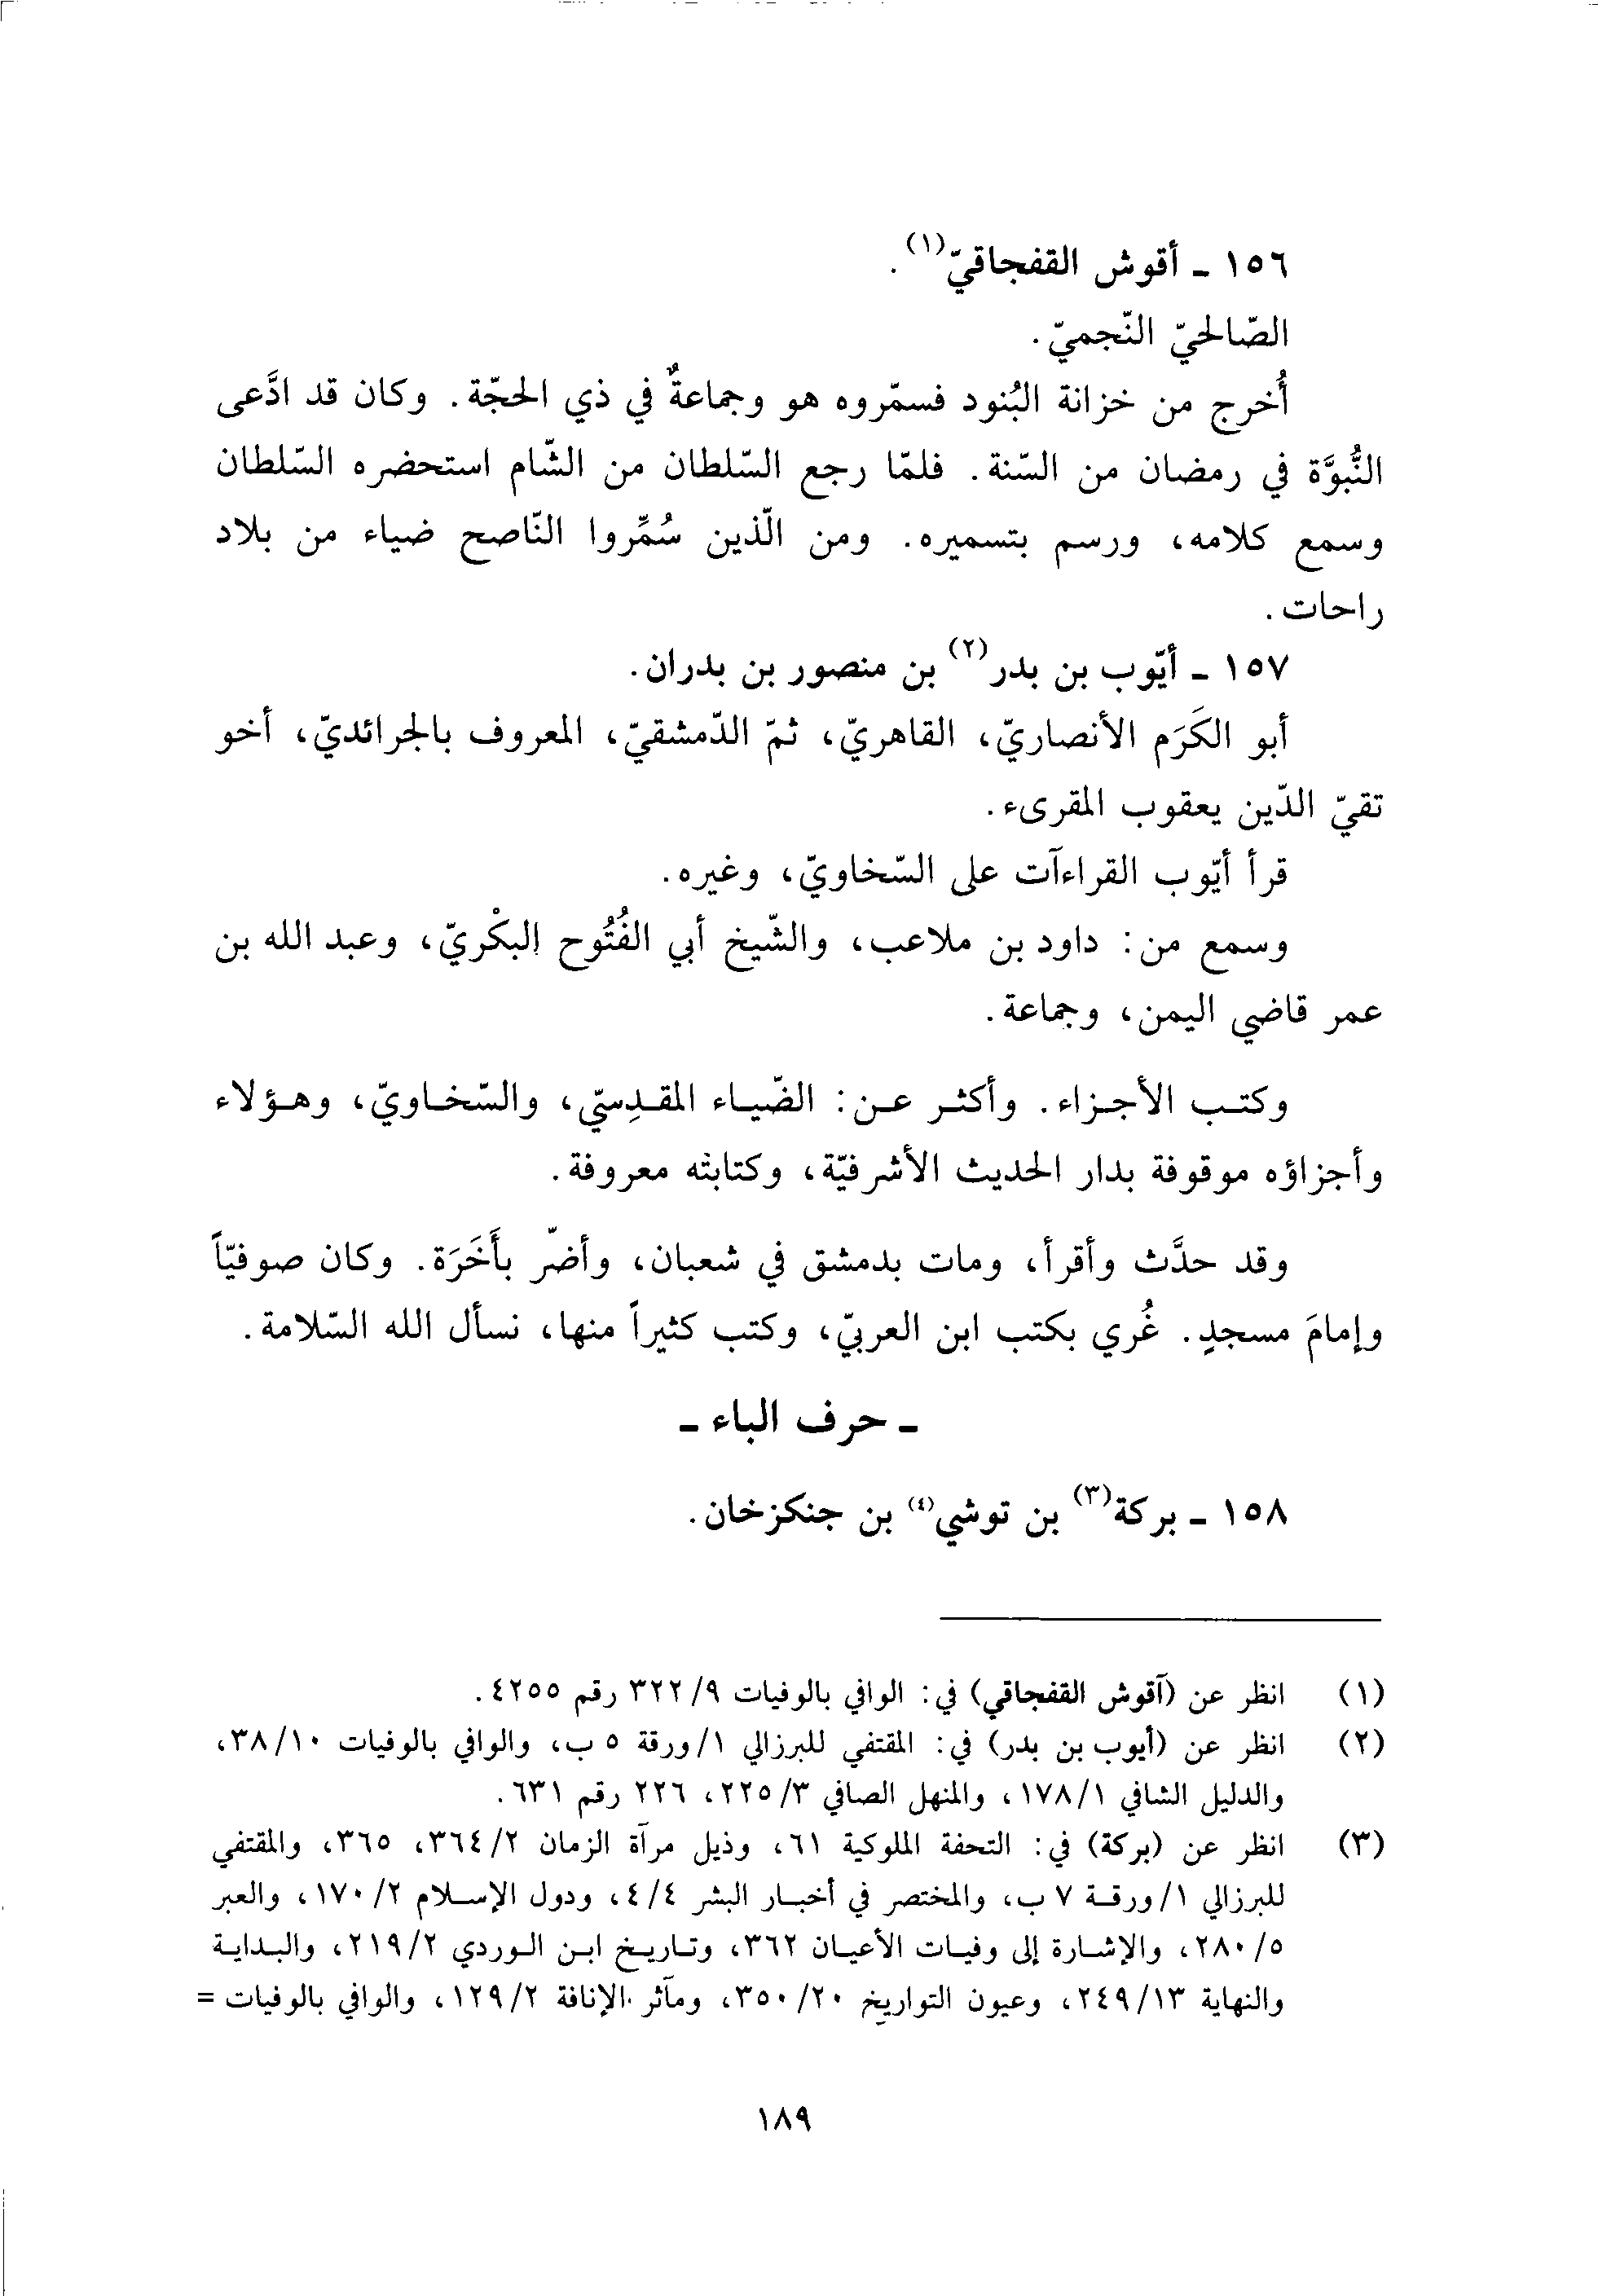 ١٥٦ ـ أقوش القفجاقيّ(١).
الصّالحيّ النّجميّ.
أُخرج من خزانة البُنود فسمّروه هو وجماعةٌ في ذي الحجّة. وكان قد ادَّعى
النُّبوَّة في رمضان من السّنة. فلمّا رجع السّلطان من الشّام استحضره السّلطان
وسمع كلامه، ورسم بتسميره. ومن الّذين سُمِّروا النّاصح ضياء من بلاد
راحات.
١٥٧ ـ أيّوب بن بدر(٢) بن منصور بن بدران.
أبو الكَرَم الأنصاريّ، القاهريّ، ثمّ الدّمشقيّ، المعروف بالجرائديّ، أخو
تقيّ الدّين يعقوب المقرىء.
قرأ أيّوب القراءآت على السّخاويّ، وغيره.
وسمع من: داود بن ملاعب، والشّيخ أبي الفُتُوح البكْريّ، وعبد الله بن
عمر قاضي اليمن، وجماعة.
وكتب الأجزاء. وأكثر عن: الضّياء المقدِسيّ، والسّخاويّ، وهؤلاء
وأجزاؤه موقوفة بدار الحديث الأشرفيّة، وكتابته معروفة.
وقد حدَّث وأقرأ، ومات بدمشق في شعبان، وأضرّ بأَخَرَة. وكان صوفيّاً
وإمامَ مسجدٍ. غُري بكتب ابن العربيّ، وكتب كثيراً منها، نسأل الله السّلامة.
ـ حرف الباء ـ
١٥٨ ـ بركة(٣) بن توشي(٤) بن جنكزخان.
(١) انظر عن (آقوش القفجاقي) في: الوافي بالوفيات ٩/ ٣٢٢ رقم ٤٢٥٥.
(٢) انظر عن (أيوب بن بدر) في: المقتفي للبرزالي ١/ورقة ٥ ب، والوافي بالوفيات ٣٨/١٠،
والدليل الشافي ١٧٨/١، والمنهل الصافي ٢٢٥/٣، ٢٢٦ رقم ٦٣١.
(٣) انظر عن (بركة) في: التحفة الملوكية ٦١، وذيل مرآة الزمان ٣٦٤/٢، ٣٦٥، والمقتفي
للبرزالي ١/ورقة ٧ ب، والمختصر في أخبار البشر ٤/٤، ودول الإسلام ١٧٠/٢، والعبر
٢٨٠/٥، والإشارة إلى وفيات الأعيان ٣٦٢، وتاريخ ابن الوردي ٢١٩/٢، والبداية
والنهاية ٢٤٩/١٣، وعيون التواريخ ٣٥٠/٢٠، ومآثر الإنافة ١٢٩/٢، والوافي بالوفيات =
١٨٩